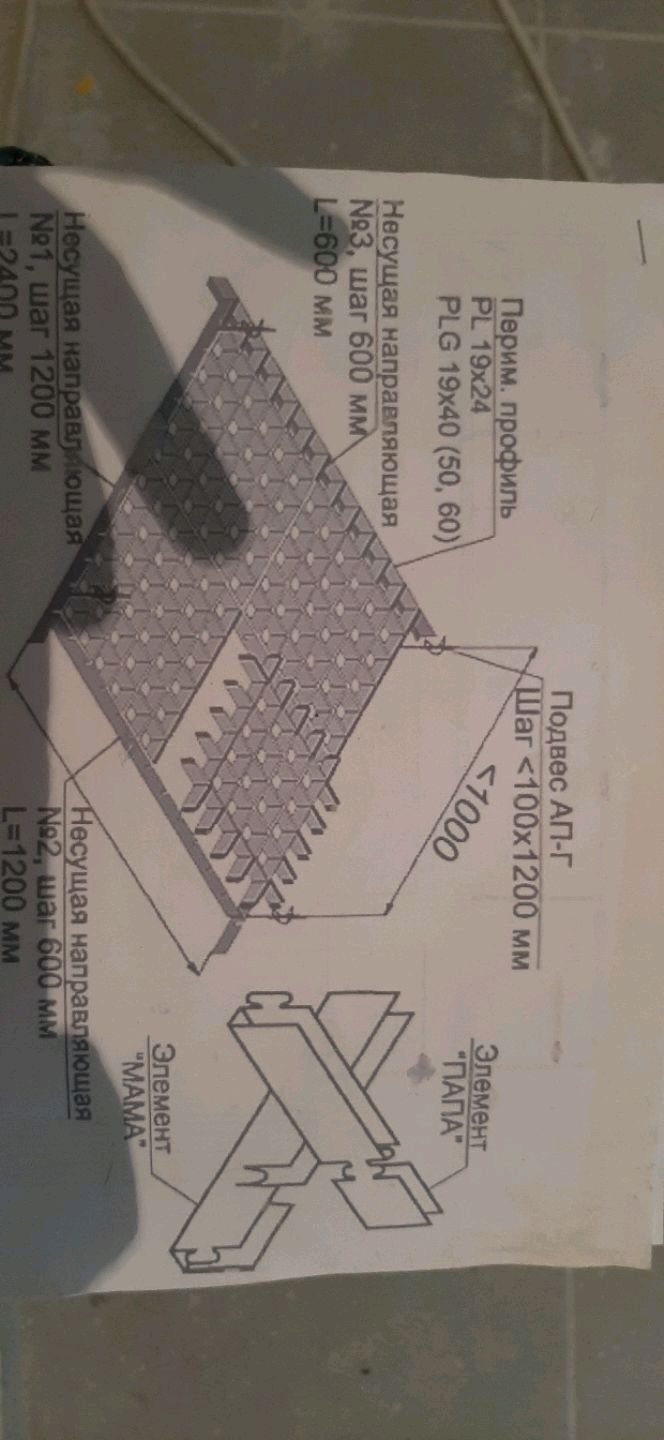 Перим. профиль
PL 19x24
PLG 19x40 (50, 60)
Несущая направляющая
№3, шаг 600 мм
L=600 мм
Несущая направляющая
№1, шаг 1200 мм
L=2400 мм
Подвес АП-Г
Шаг <100x1200 мм
<1000
Несущая направляющая
№2, шаг 600 мм
L=1200 мм
Элемент
"ПАПА"
Элемент
"МАМА"